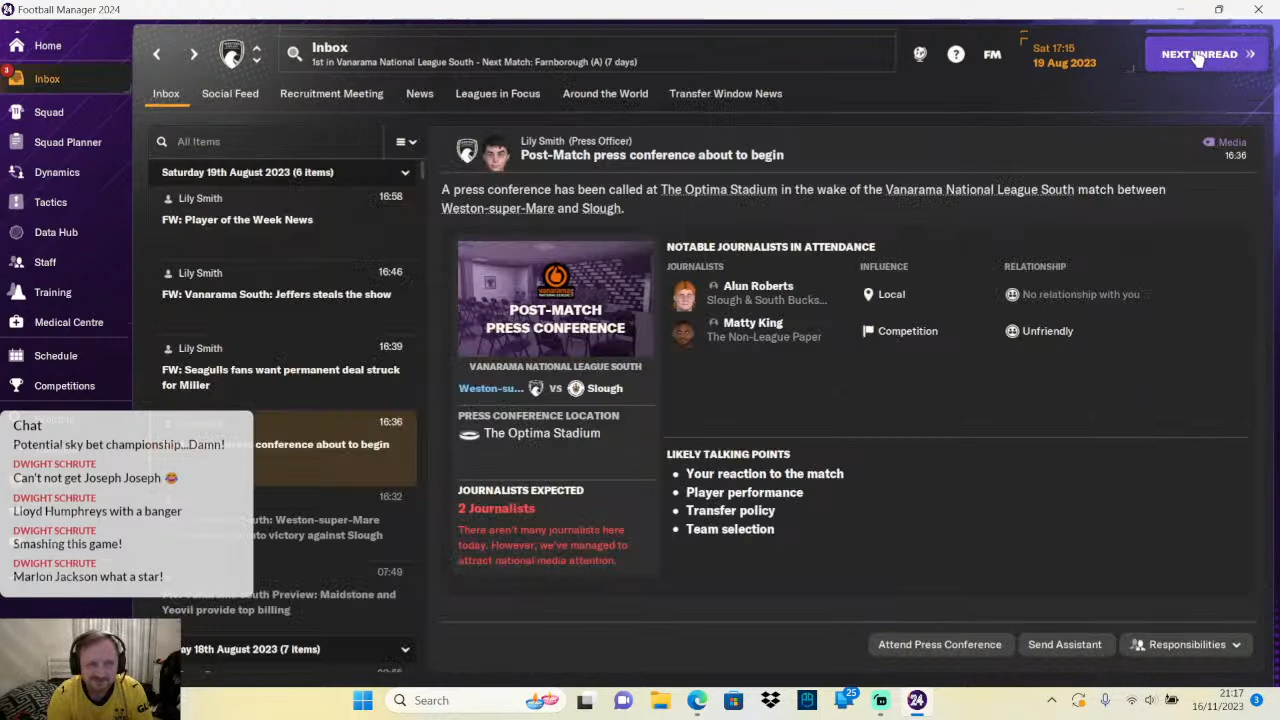 24 Football Manager 2024
Home
3
Inbox
Squad
Squad Planner
Dynamics
Tactics
Data Hub
Staff
Training
Medical Centre
Schedule
Competitions
Inbox
1st in Vanarama National League South - Next Match: Farnborough (A) (7 days)
FM
Sat 17:15
19 Aug 2023
NEXT UNREAD
Inbox Social Feed Recruitment Meeting News Leagues in Focus Around the World Transfer Window News
All Items
Saturday 19th August 2023 (6 items)
Lily Smith 16:58
FW: Player of the Week News
Lily Smith 16:46
FW: Vanarama South: Jeffers steals the show
Lily Smith 16:39
FW: Seagulls fans want permanent deal struck
for Miller
16:36
conference about to begin
16:32
uth: Weston-super-Mare
into victory against Slough
07:49
Preview: Maidstone and
Yeovil provide top billing
ay 18th August 2023 (7 items)
Lily Smith (Press Officer)
Post-Match press conference about to begin
Media
16:36
A press conference has been called at The Optima Stadium in the wake of the Vanarama National League South match between
Weston-super-Mare and Slough.
VANARAMA
NATIONAL LEAGUE
POST-MATCH
PRESS CONFERENCE
VANARAMA NATIONAL LEAGUE SOUTH
Weston-su... VS Slough
PRESS CONFERENCE LOCATION
The Optima Stadium
JOURNALISTS EXPECTED
2 Journalists
There aren't many journalists here
today. However, we've managed to
attract national media attention.
NOTABLE JOURNALISTS IN ATTENDANCE
JOURNALISTS INFLUENCE RELATIONSHIP
Alun Roberts
Slough & South Bucks... Local No relationship with you
Matty King
The Non-League Paper Competition Unfriendly
LIKELY TALKING POINTS
• Your reaction to the match
• Player performance
• Transfer policy
• Team selection
Attend Press Conference Send Assistant Responsibilities
Chat
Potential sky bet championship...Damn!
DWIGHT SCHRUTE
Can't not get Joseph Joseph 😂
DWIGHT SCHRUTE
Lloyd Humphreys with a banger
DWIGHT SCHRUTE
Smashing this game!
DWIGHT SCHRUTE
Marlon Jackson what a star!
Search
25
24
21:17
16/11/2023
3